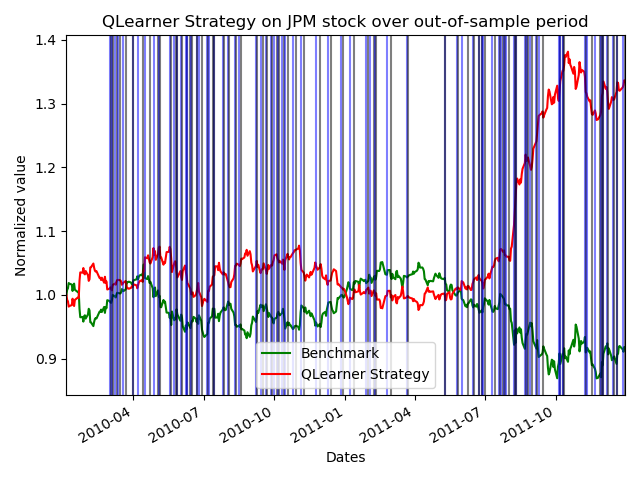 QLearner Strategy on JPM stock over out-of-sample period
Normalized value
1.4
1.3
1.2
1.1
1.0
0.9
Benchmark
QLearner Strategy
2010-04
2010-07
2010-10
2011-01
2011-04
2011-07
2011-10
Dates